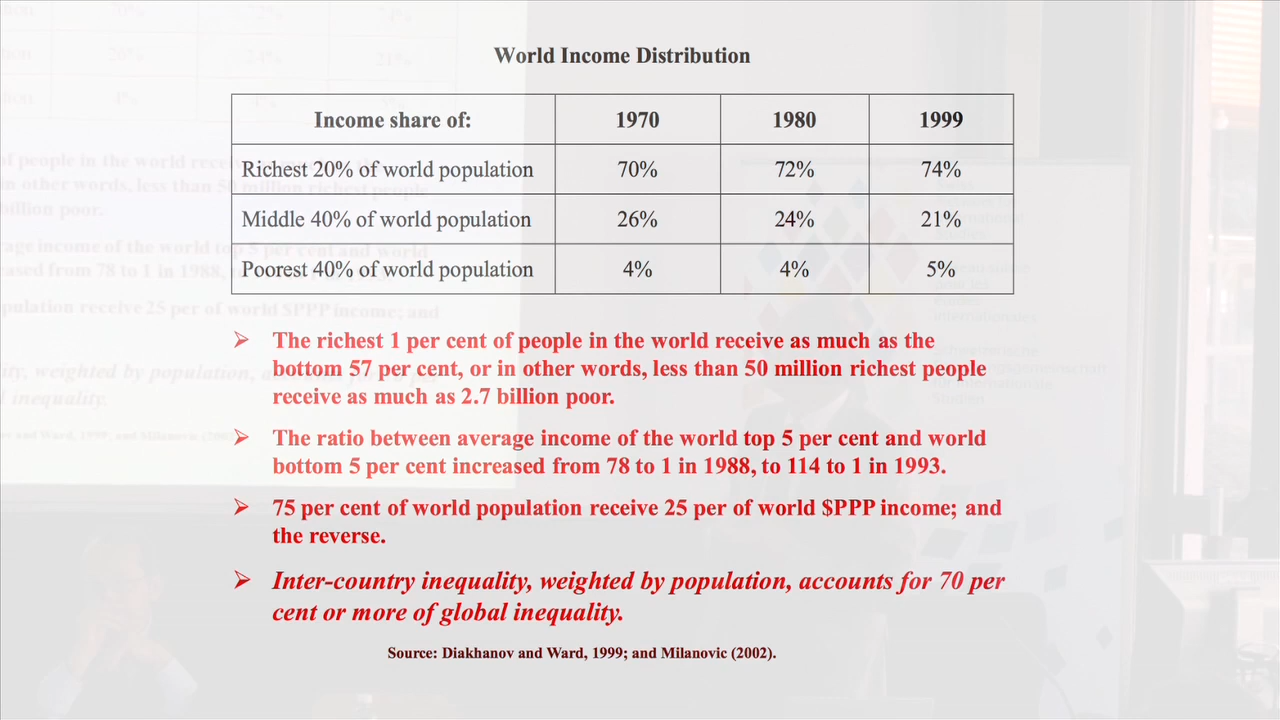 World Income Distribution
Income share of: 1970 1980 1999
Richest 20% of world population 70% 72% 74%
Middle 40% of world population 26% 24% 21%
Poorest 40% of world population 4% 4% 5%
The richest 1 per cent of people in the world receive as much as the
bottom 57 per cent, or in other words, less than 50 million richest people
receive as much as 2.7 billion poor.
The ratio between average income of the world top 5 per cent and world
bottom 5 per cent increased from 78 to 1 in 1988, to 114 to 1 in 1993.
75 per cent of world population receive 25 per of world $PPP income; and
the reverse.
Inter-country inequality, weighted by population, accounts for 70 per
cent or more of global inequality.
Source: Diakhanov and Ward, 1999; and Milanovic (2002).